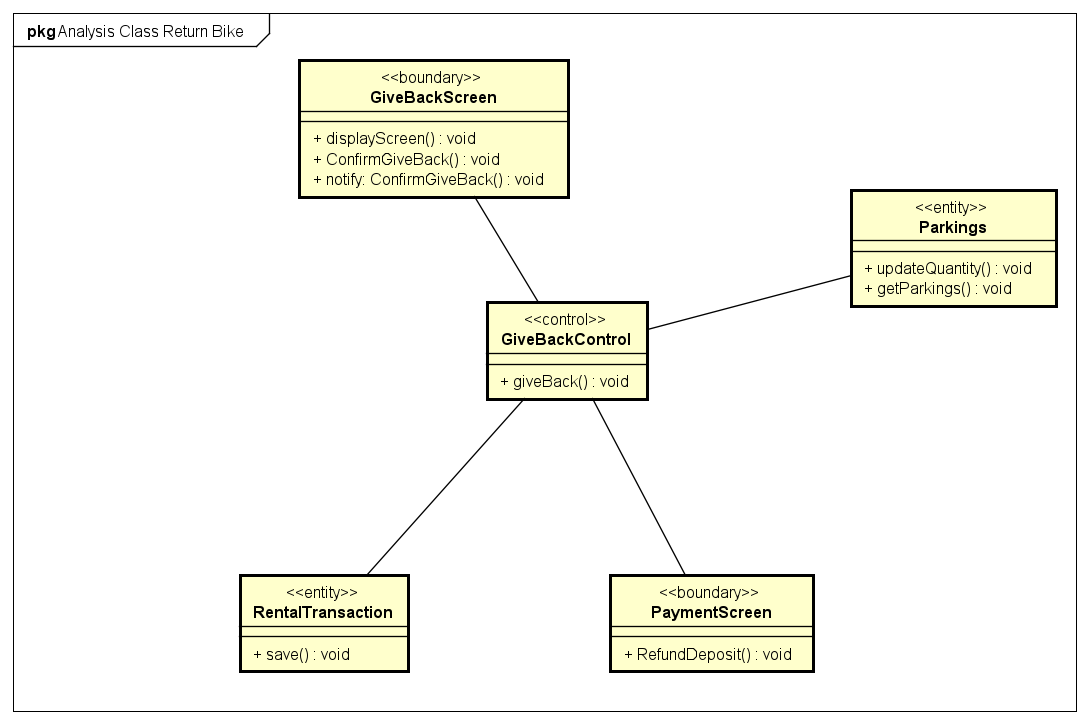 pkg Analysis Class Return Bike
<<boundary>>
GiveBackScreen
+ displayScreen() : void
+ ConfirmGiveBack() : void
+ notify: ConfirmGiveBack() : void
<<entity>>
Parkings
+ updateQuantity() : void
+ getParkings() : void
<<control>>
GiveBackControl
+ giveBack() : void
<<entity>>
RentalTransaction
+ save() : void
<<boundary>>
PaymentScreen
+ RefundDeposit() : void